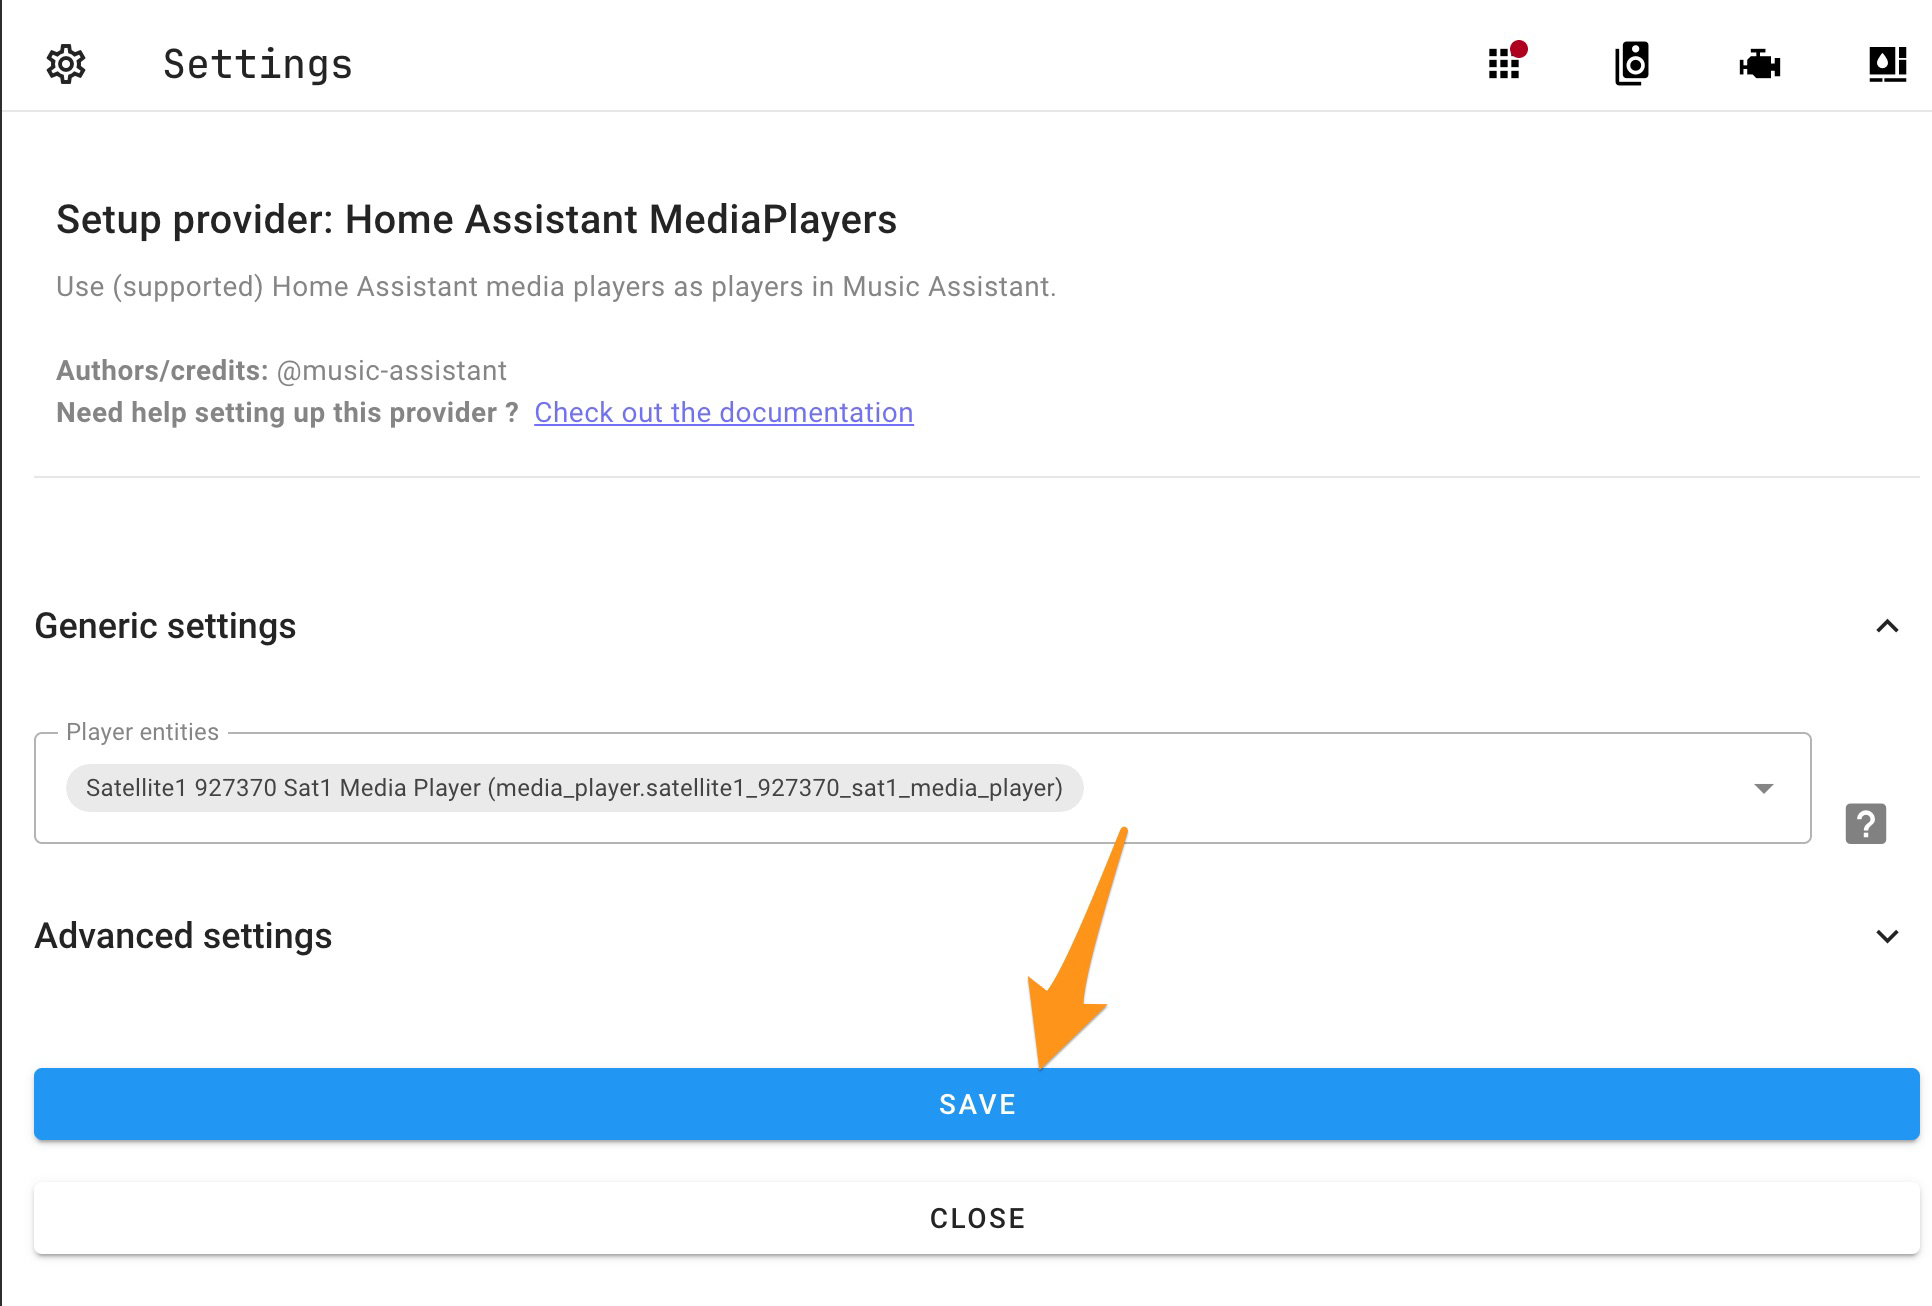 Settings
Setup provider: Home Assistant MediaPlayers
Use (supported) Home Assistant media players as players in Music Assistant.
Authors/credits: @music-assistant
Need help setting up this provider ? Check out the documentation
Generic settings
Player entities
Satellite1 927370 Sat1 Media Player (media_player.satellite1_927370_sat1_media_player)
?
Advanced settings
SAVE
CLOSE